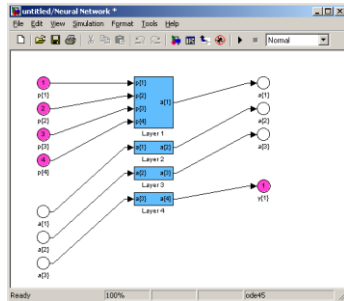 untitled/Neural Network *
File Edit View Simulation Format Tools Help
Normal
1
p{1}
2
p{2}
3
p{3}
4
p{4}
p{1}
p{2}
p{3}
p{4}
a{1}
Layer 1
a{1} a{2}
Layer 2
a{2} a{3}
Layer 3
a{3} a{4}
Layer 4
a{1}
a{2}
a{3}
1
y{1}
a{1}
a{2}
a{3}
Ready 100% ode45